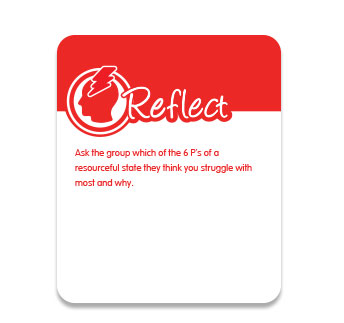 Reflect
Ask the group which of the 6 P's of a
resourceful state they think you struggle with
most and why.